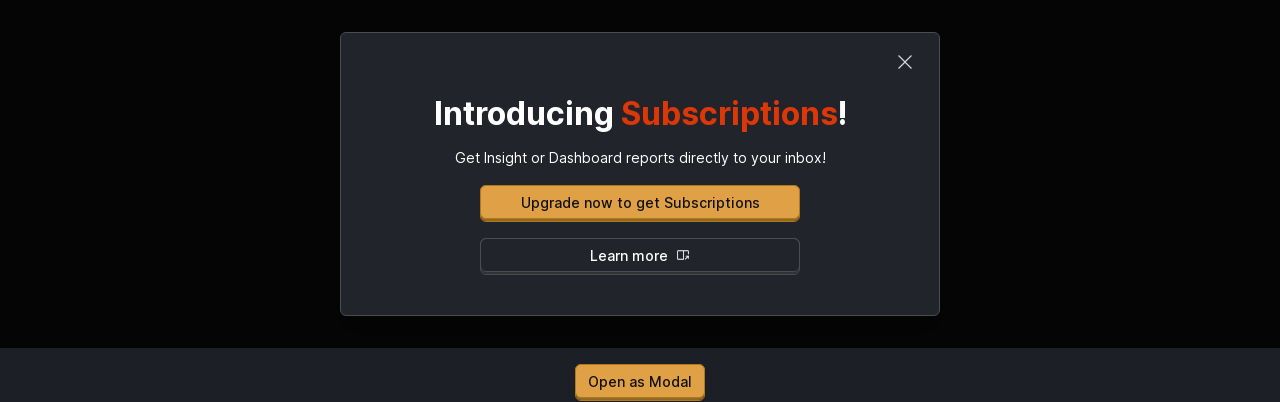 Introducing Subscriptions!
Get Insight or Dashboard reports directly to your inbox!
Upgrade now to get Subscriptions
Learn more
Open as Modal